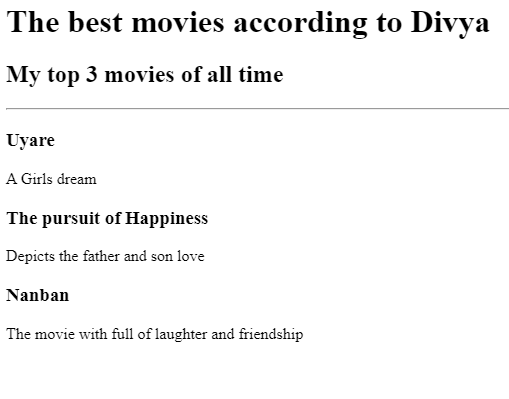 The best movies according to Divya
My top 3 movies of all time
Uyare
A Girls dream
The pursuit of Happiness
Depicts the father and son love
Nanban
The movie with full of laughter and friendship